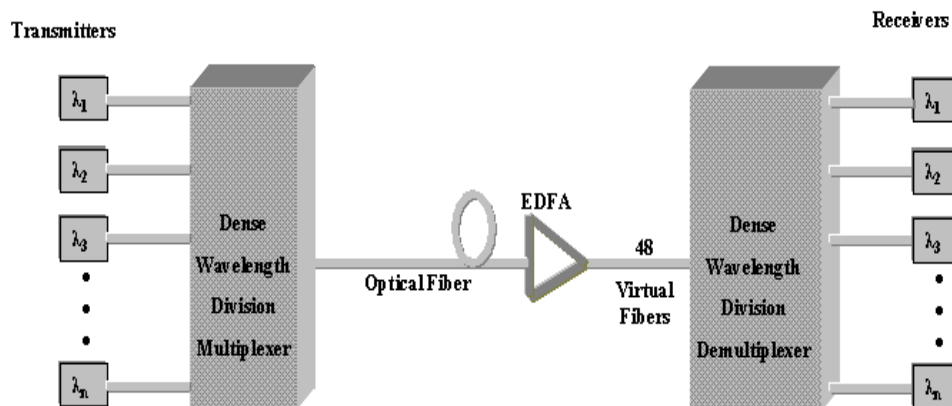 Transmitters
Receivers
λ1
λ2
λ3
λn
Dense
Wavelength
Division
Multiplexer
Optical Fiber
EDFA
48
Virtual
Fibers
Dense
Wavelength
Division
Demultiplexer
λ1
λ2
λ3
λn